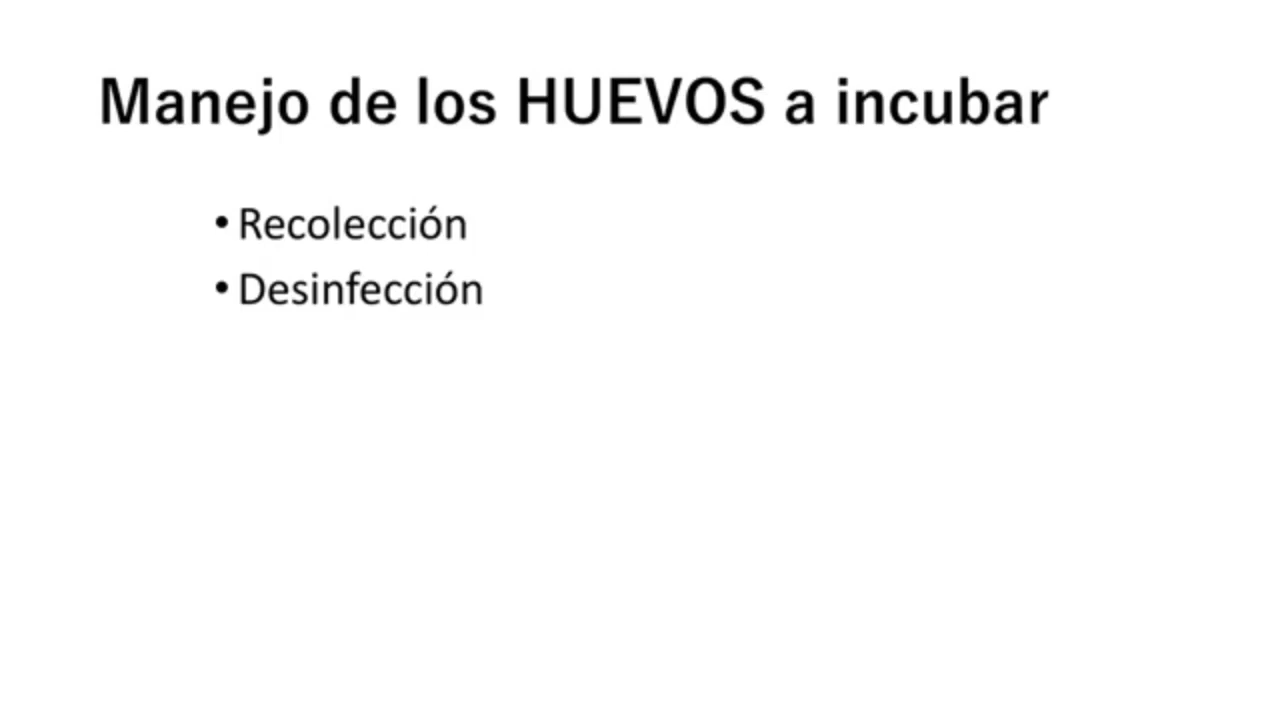 Manejo de los HUEVOS a incubar
• Recolección
• Desinfección